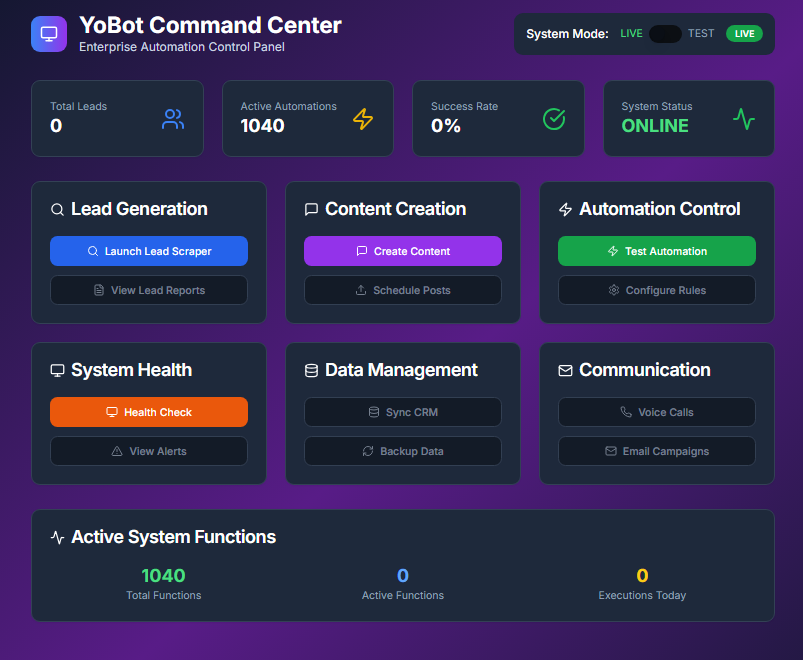 YoBot Command Center
Enterprise Automation Control Panel
System Mode: LIVE TEST LIVE
Total Leads
0
Active Automations
1040
Success Rate
0%
System Status
ONLINE
Lead Generation
Launch Lead Scraper
View Lead Reports
Content Creation
Create Content
Schedule Posts
Automation Control
Test Automation
Configure Rules
System Health
Health Check
View Alerts
Data Management
Sync CRM
Backup Data
Communication
Voice Calls
Email Campaigns
Active System Functions
1040
Total Functions
0
Active Functions
0
Executions Today